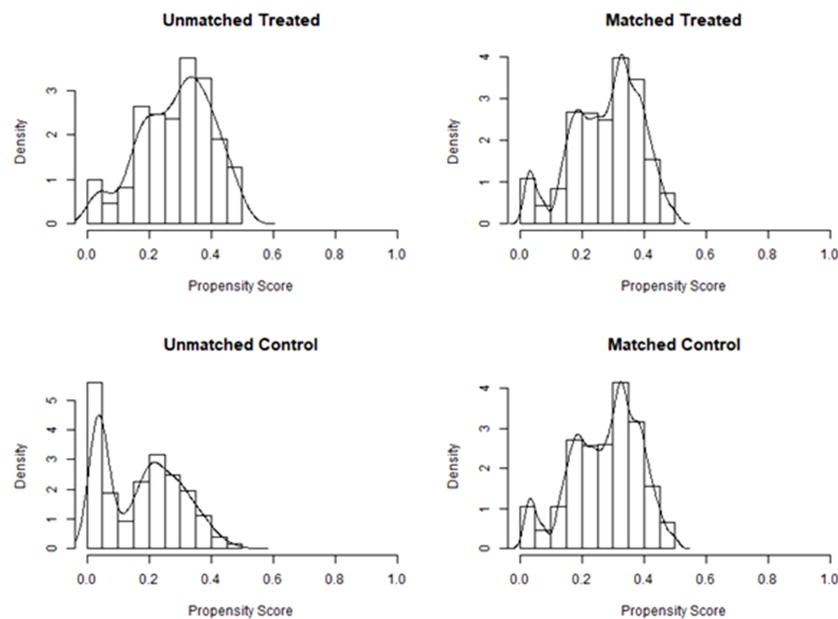 Unmatched Treated
Density
0 1 2 3
0.0 0.2 0.4 0.6 0.8 1.0
Propensity Score
Matched Treated
Density
0 1 2 3 4
0.0 0.2 0.4 0.6 0.8 1.0
Propensity Score
Unmatched Control
Density
0 1 2 3 4 5
0.0 0.2 0.4 0.6 0.8 1.0
Propensity Score
Matched Control
Density
0 1 2 3 4
0.0 0.2 0.4 0.6 0.8 1.0
Propensity Score